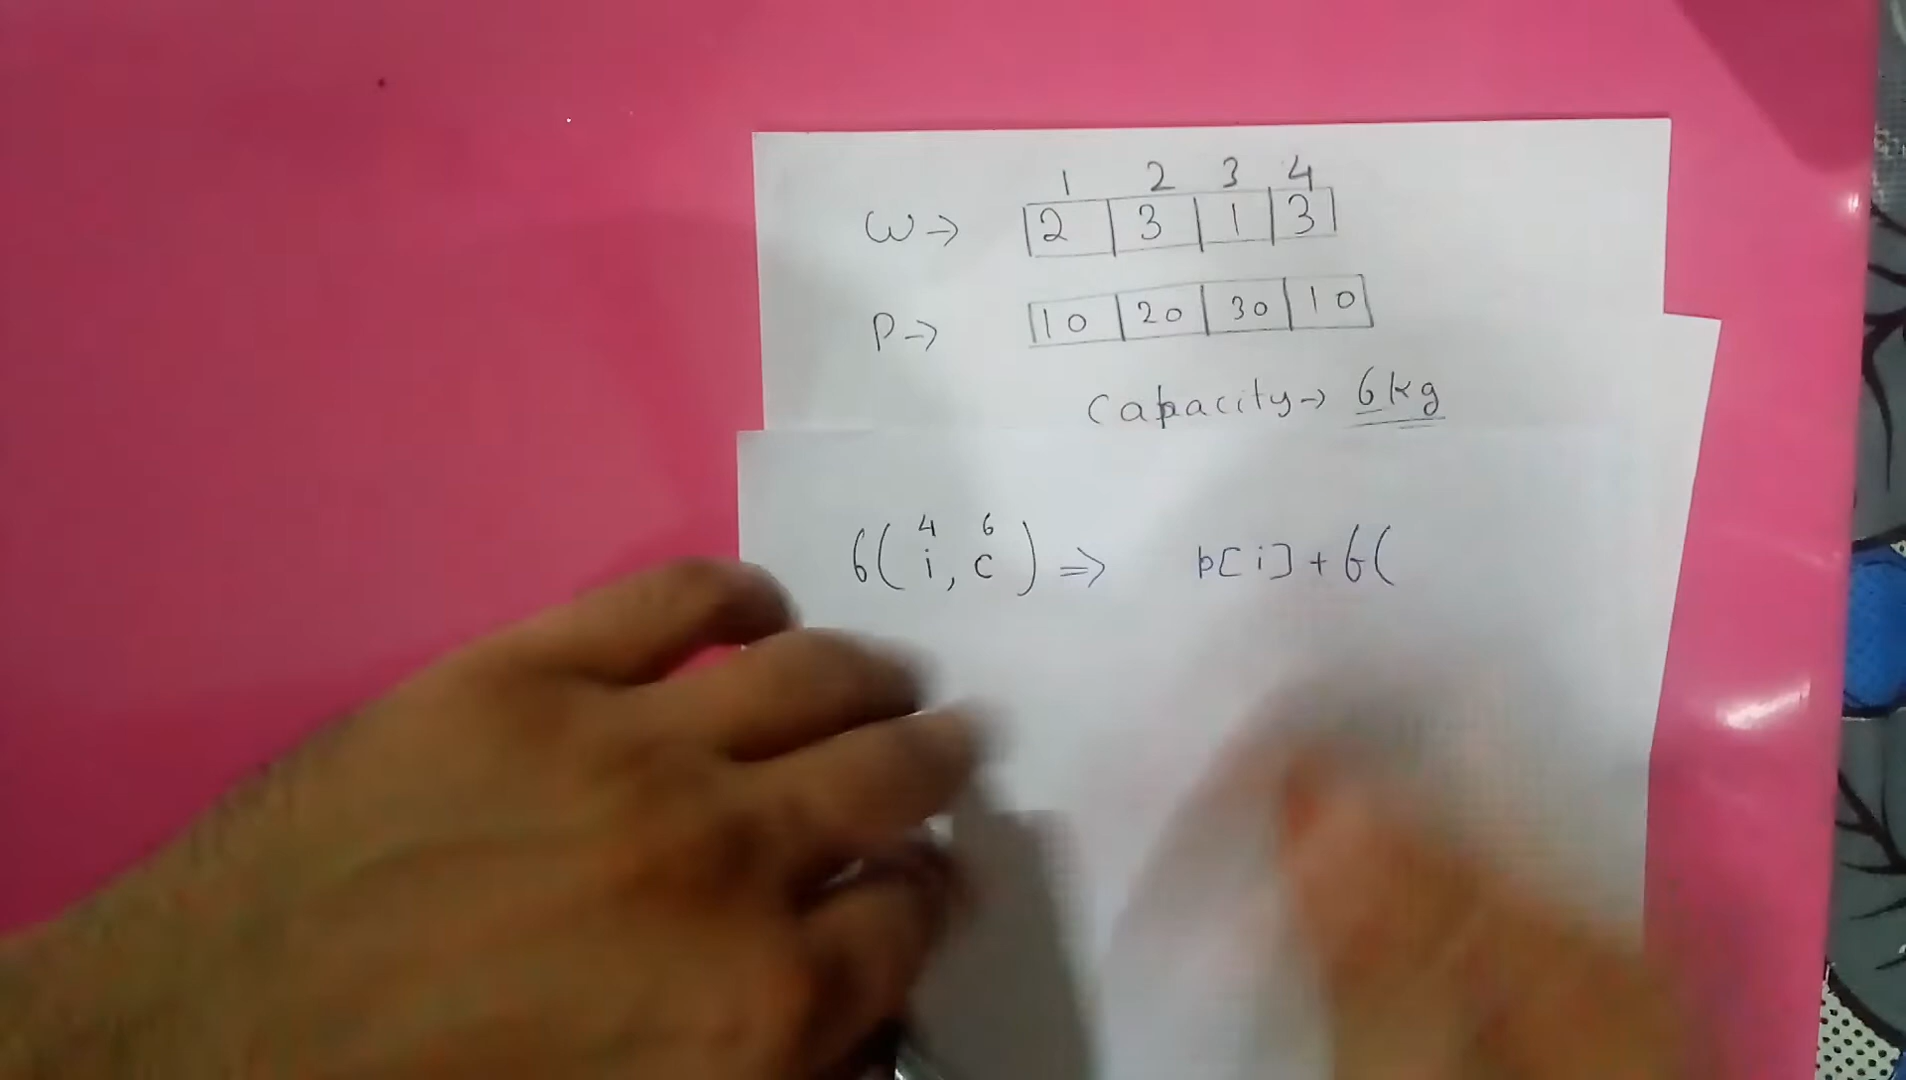 1 2 3 4
W→ 2 3 1 3
P→ 10 20 30 10
Capacity→ 6kg
4 6
f(i, c) ⇒ p[i] + f(